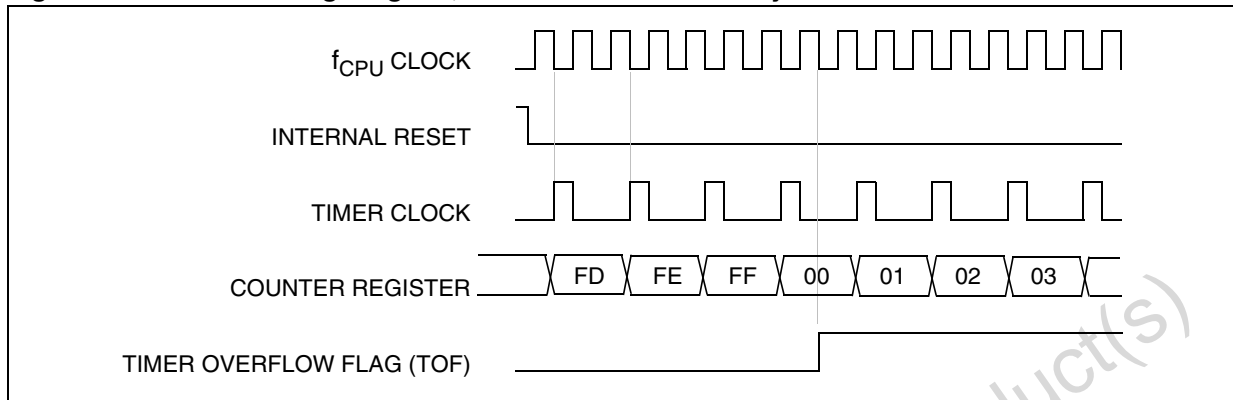 fCPU CLOCK
INTERNAL RESET
TIMER CLOCK
COUNTER REGISTER FD FE FF 00 01 02 03
TIMER OVERFLOW FLAG (TOF)
duct(s)